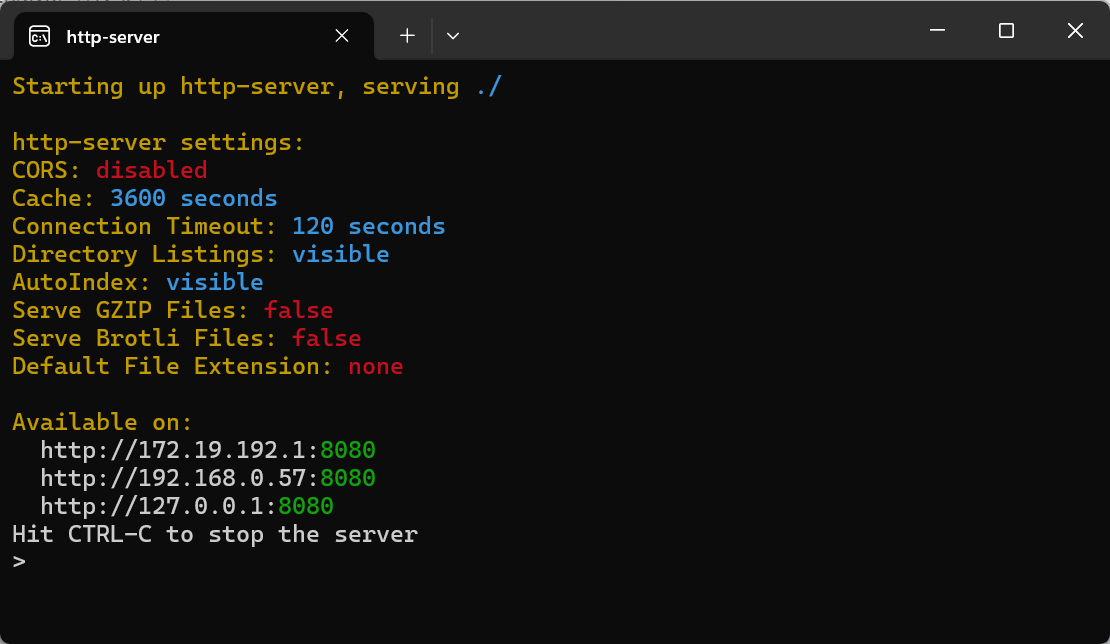 http-server
Starting up http-server, serving ./
http-server settings:
CORS: disabled
Cache: 3600 seconds
Connection Timeout: 120 seconds
Directory Listings: visible
AutoIndex: visible
Serve GZIP Files: false
Serve Brotli Files: false
Default File Extension: none
Available on:
  http://172.19.192.1:8080
  http://192.168.0.57:8080
  http://127.0.0.1:8080
Hit CTRL-C to stop the server
>